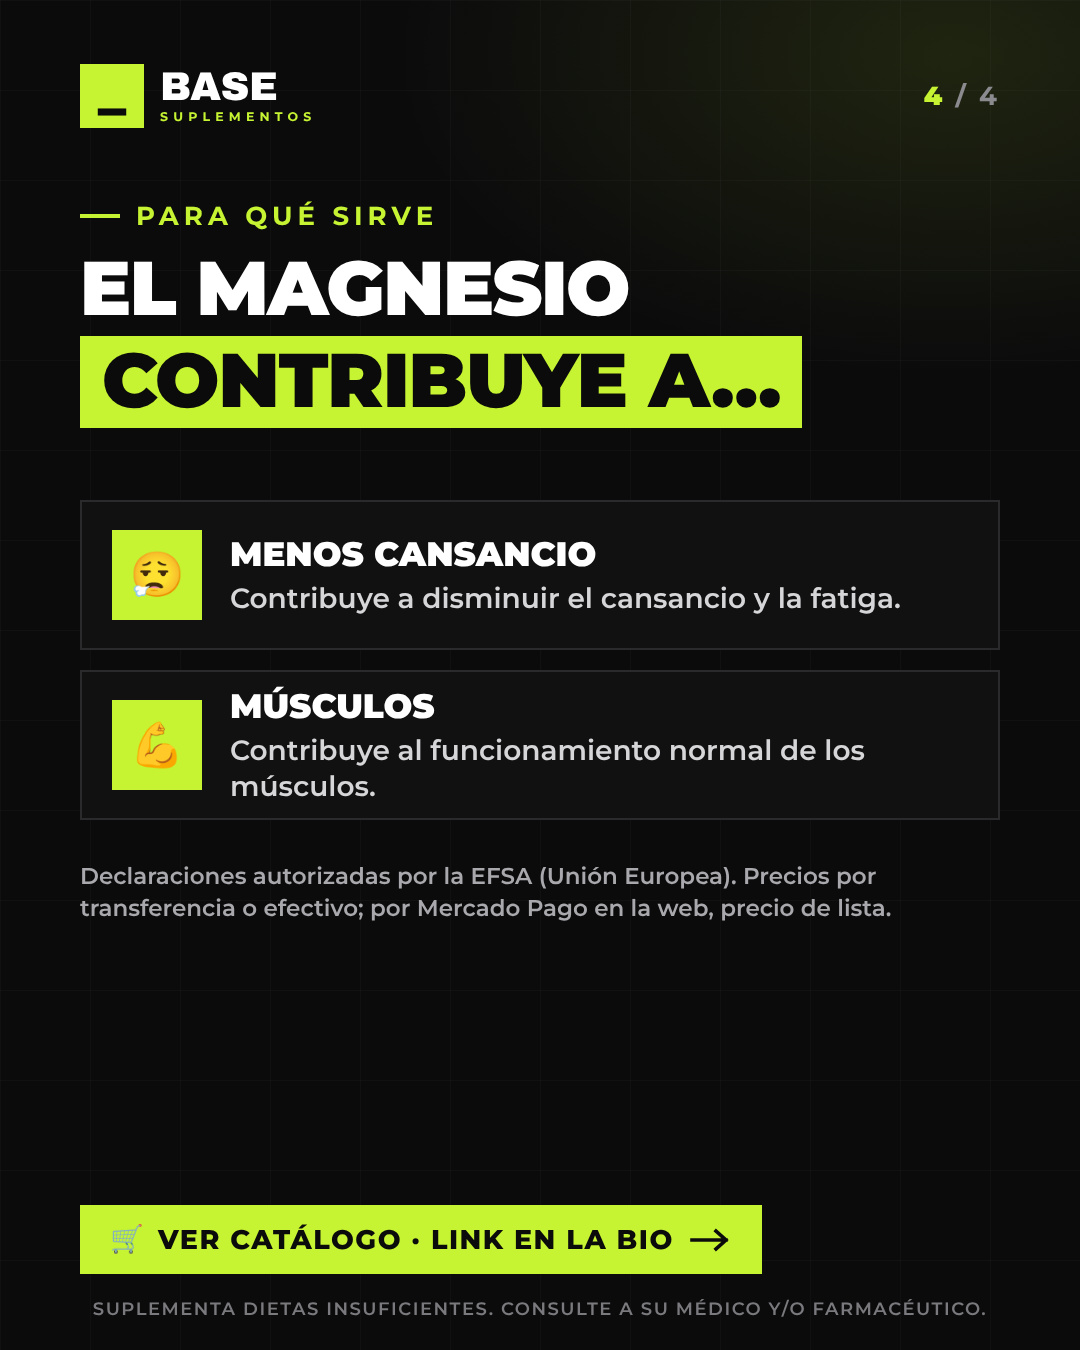 BASE
SUPLEMENTOS
4 / 4
PARA QUÉ SIRVE
EL MAGNESIO
CONTRIBUYE A...
MENOS CANSANCIO
Contribuye a disminuir el cansancio y la fatiga.
MÚSCULOS
Contribuye al funcionamiento normal de los
músculos.
Declaraciones autorizadas por la EFSA (Unión Europea). Precios por
transferencia o efectivo; por Mercado Pago en la web, precio de lista.
🛒 VER CATÁLOGO · LINK EN LA BIO →
SUPLEMENTA DIETAS INSUFICIENTES. CONSULTE A SU MÉDICO Y/O FARMACÉUTICO.